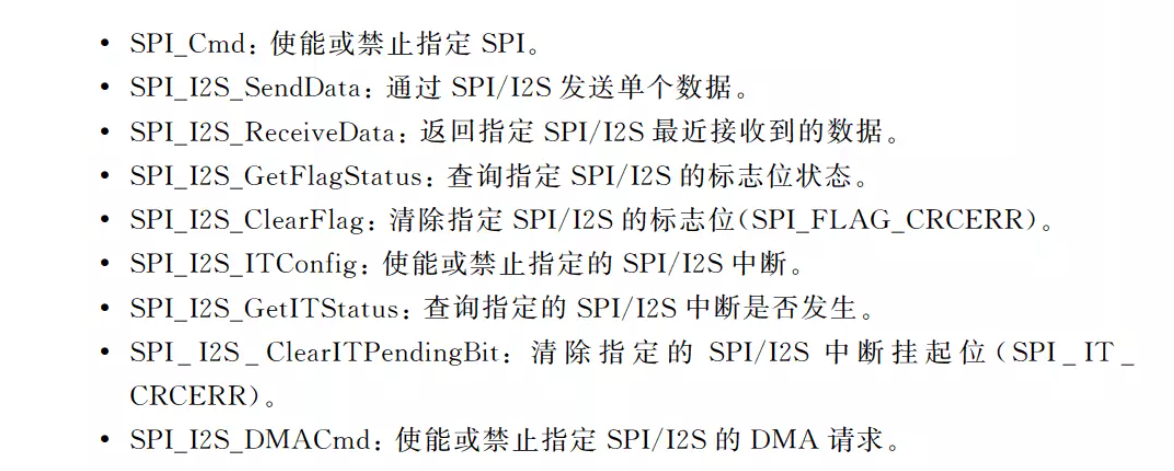 • SPI_Cmd：使能或禁止指定 SPI。
• SPI_I2S_SendData：通过 SPI/I2S 发送单个数据。
• SPI_I2S_ReceiveData：返回指定 SPI/I2S 最近接收到的数据。
• SPI_I2S_GetFlagStatus：查询指定 SPI/I2S 的标志位状态。
• SPI_I2S_ClearFlag：清除指定 SPI/I2S 的标志位(SPI_FLAG_CRCERR)。
• SPI_I2S_ITConfig：使能或禁止指定的 SPI/I2S 中断。
• SPI_I2S_GetITStatus：查询指定的 SPI/I2S 中断是否发生。
• SPI_I2S_ClearITPendingBit：清除指定的 SPI/I2S 中断挂起位(SPI_IT_
CRCERR)。
• SPI_I2S_DMACmd：使能或禁止指定 SPI/I2S 的 DMA 请求。